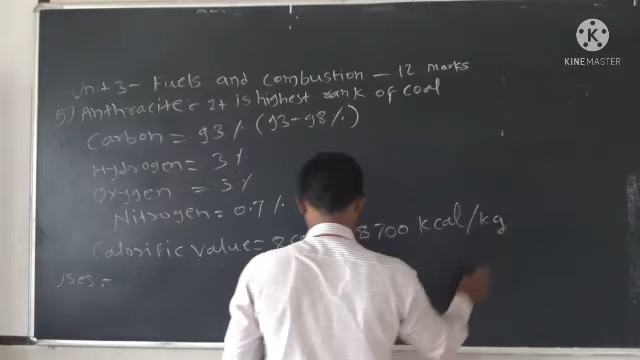 Unit 3 - Fuels and combustion - 12 marks
5) Anthracite = It is highest rank of coal
Carbon = 93 % (93-98 %)
Hydrogen = 3 %
Oxygen = 3 %
Nitrogen = 0.7 %
Calorific value = 8700 kcal/kg
Uses -
KINEMASTER